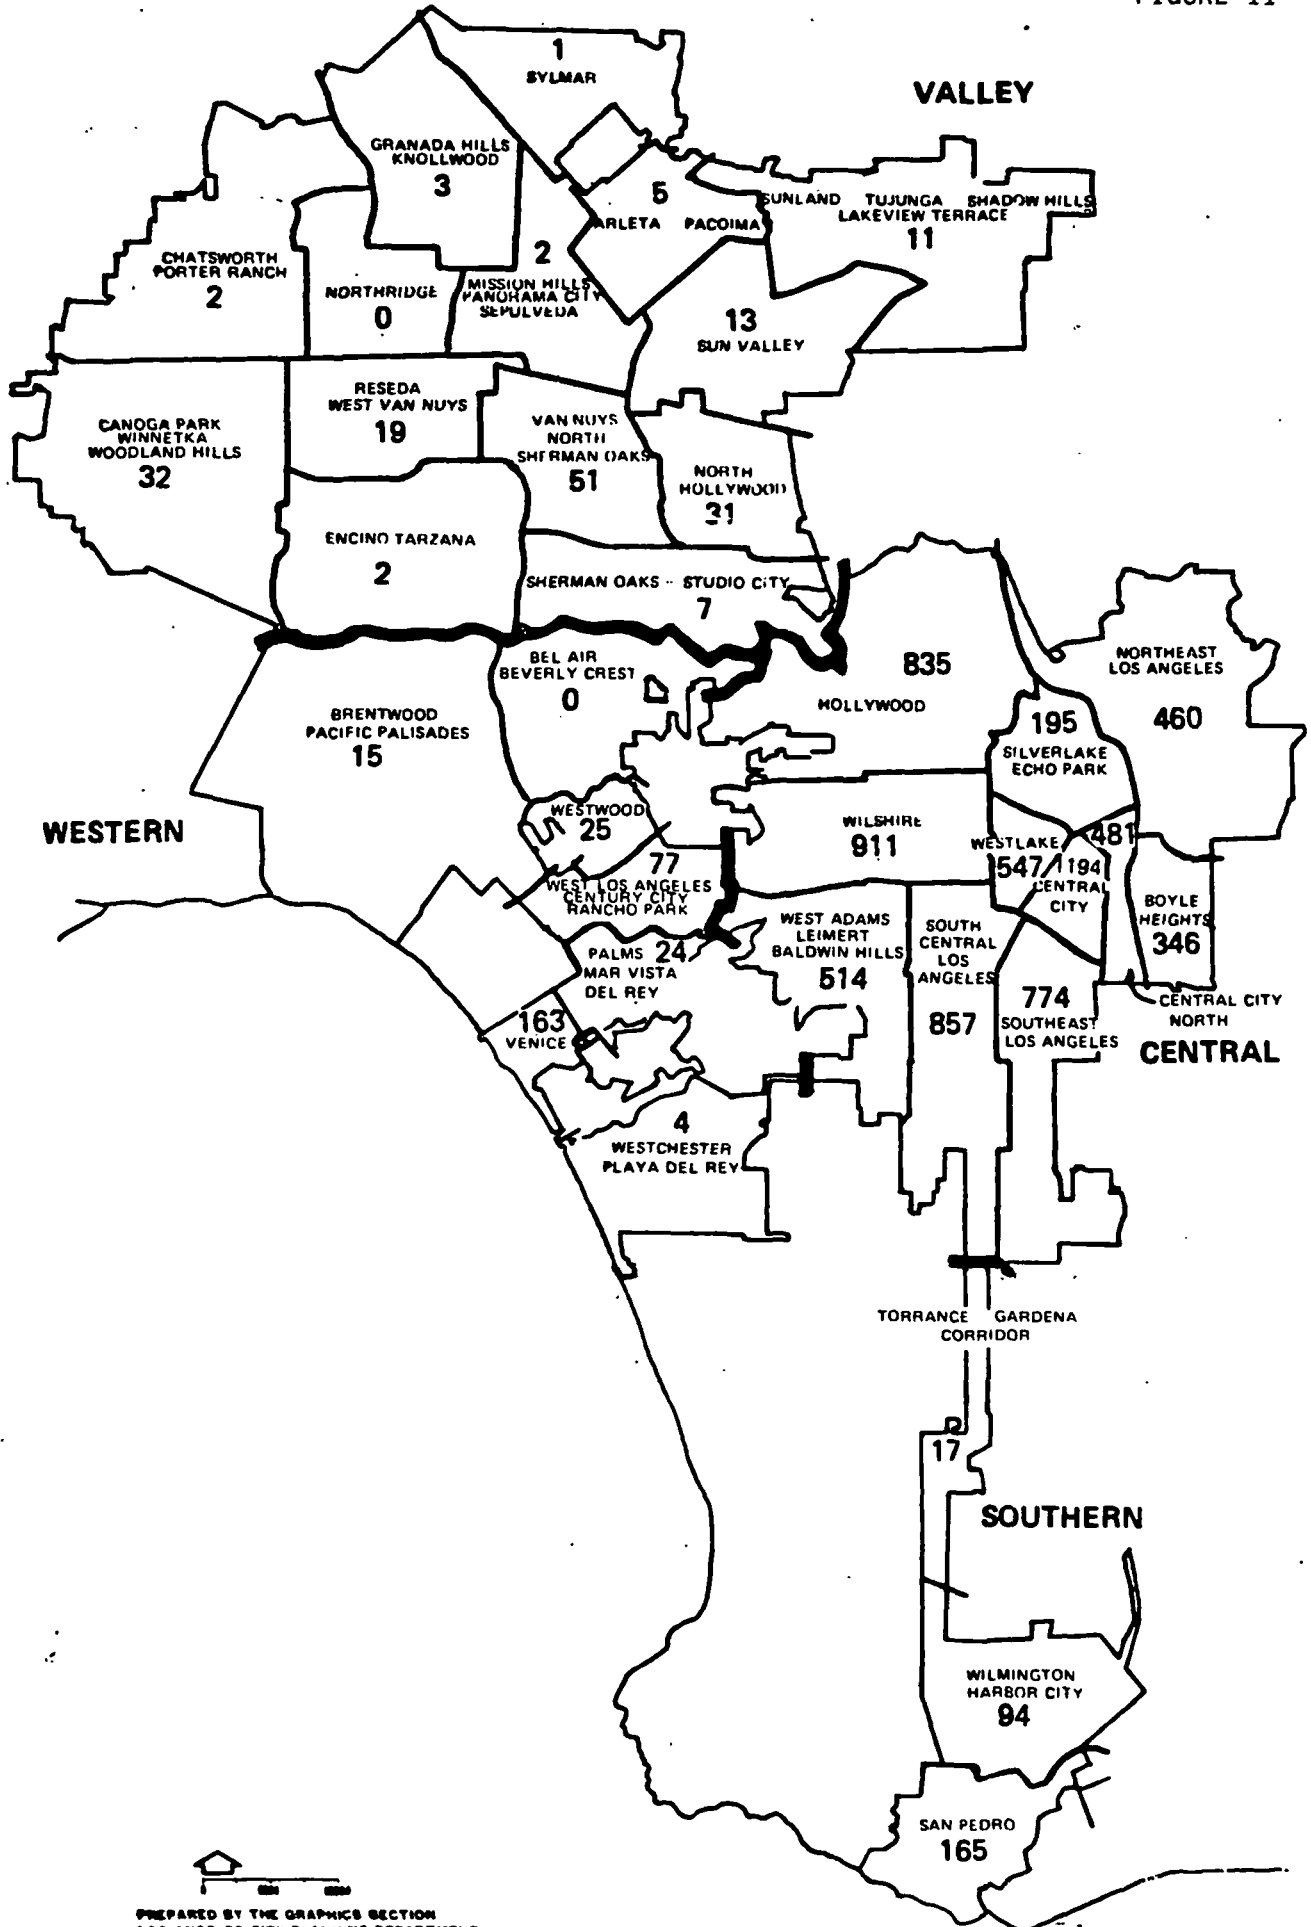 FIGURE 11
1
SYLMAR
VALLEY
GRANADA HILLS
KNOLLWOOD
3
5
ARLETA PACOIMA
SUNLAND TUJUNGA SHADOW HILLS
LAKEVIEW TERRACE
11
CHATSWORTH
PORTER RANCH
2
NORTHRIDGE
0
2
MISSION HILLS
PANORAMA CITY
SEPULVEDA
13
SUN VALLEY
CANOGA PARK
WINNETKA
WOODLAND HILLS
32
RESEDA
WEST VAN NUYS
19
VAN NUYS
NORTH
SHERMAN OAKS
51
NORTH
HOLLYWOOD
31
ENCINO TARZANA
2
SHERMAN OAKS - STUDIO CITY
7
BEL AIR
BEVERLY CREST
0
BRENTWOOD
PACIFIC PALISADES
15
835
HOLLYWOOD
NORTHEAST
LOS ANGELES
460
195
SILVERLAKE
ECHO PARK
WESTERN
WESTWOOD
25
77
WEST LOS ANGELES
CENTURY CITY
RANCHO PARK
WILSHIRE
911
WESTLAKE
547
481
1194
CENTRAL
CITY
BOYLE
HEIGHTS
346
PALMS 24
MAR VISTA
DEL REY
WEST ADAMS
LEIMERT
BALDWIN HILLS
514
SOUTH
CENTRAL
LOS
ANGELES
857
774
SOUTHEAST
LOS ANGELES
CENTRAL CITY
NORTH
CENTRAL
163
VENICE
4
WESTCHESTER
PLAYA DEL REY
TORRANCE GARDENA
CORRIDOR
17
SOUTHERN
WILMINGTON
HARBOR CITY
94
SAN PEDRO
165
0
PREPARED BY THE GRAPHICS SECTION